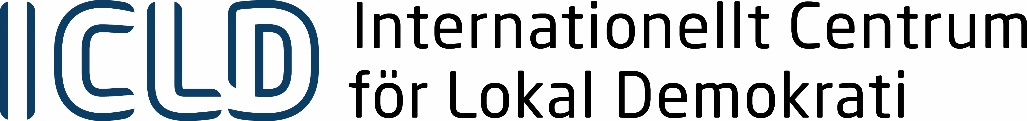 ICLD
Internationellt Centrum
för Lokal Demokrati